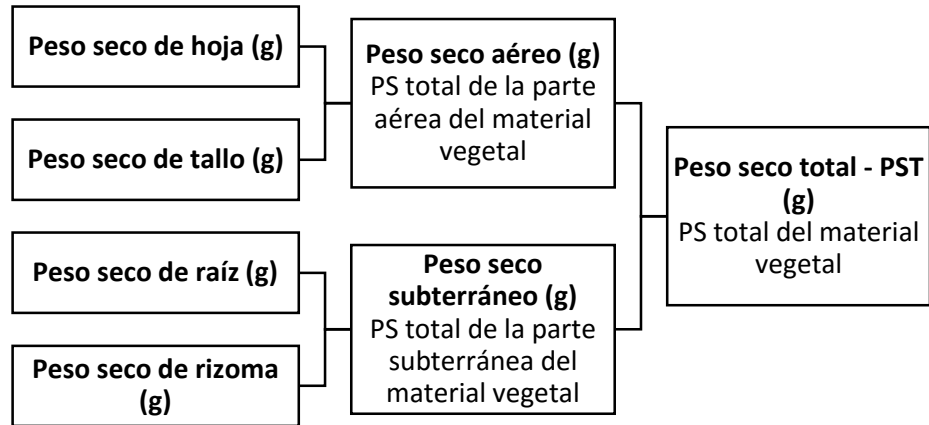 Peso seco de hoja (g)
Peso seco de tallo (g)
Peso seco aéreo (g)
PS total de la parte
aérea del material
vegetal
Peso seco de raíz (g)
Peso seco de rizoma
(g)
Peso seco
subterráneo (g)
PS total de la parte
subterránea del
material vegetal
Peso seco total - PST
(g)
PS total del material
vegetal